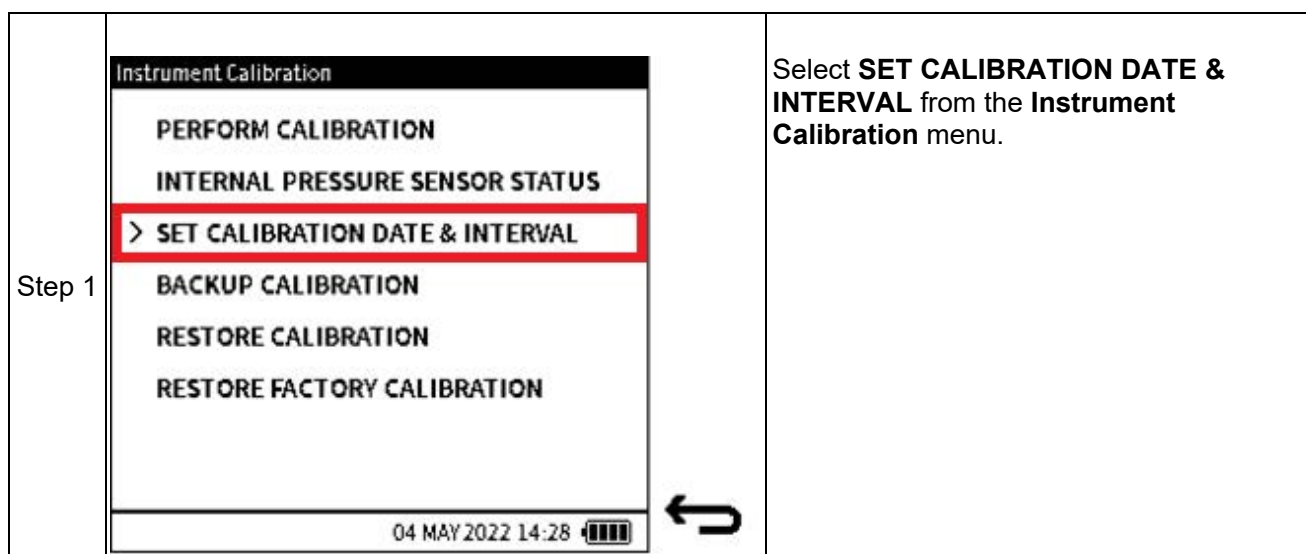 Step 1
Instrument Calibration
PERFORM CALIBRATION
INTERNAL PRESSURE SENSOR STATUS
> SET CALIBRATION DATE & INTERVAL
BACKUP CALIBRATION
RESTORE CALIBRATION
RESTORE FACTORY CALIBRATION
04 MAY 2022 14:28
Select SET CALIBRATION DATE &
INTERVAL from the Instrument
Calibration menu.